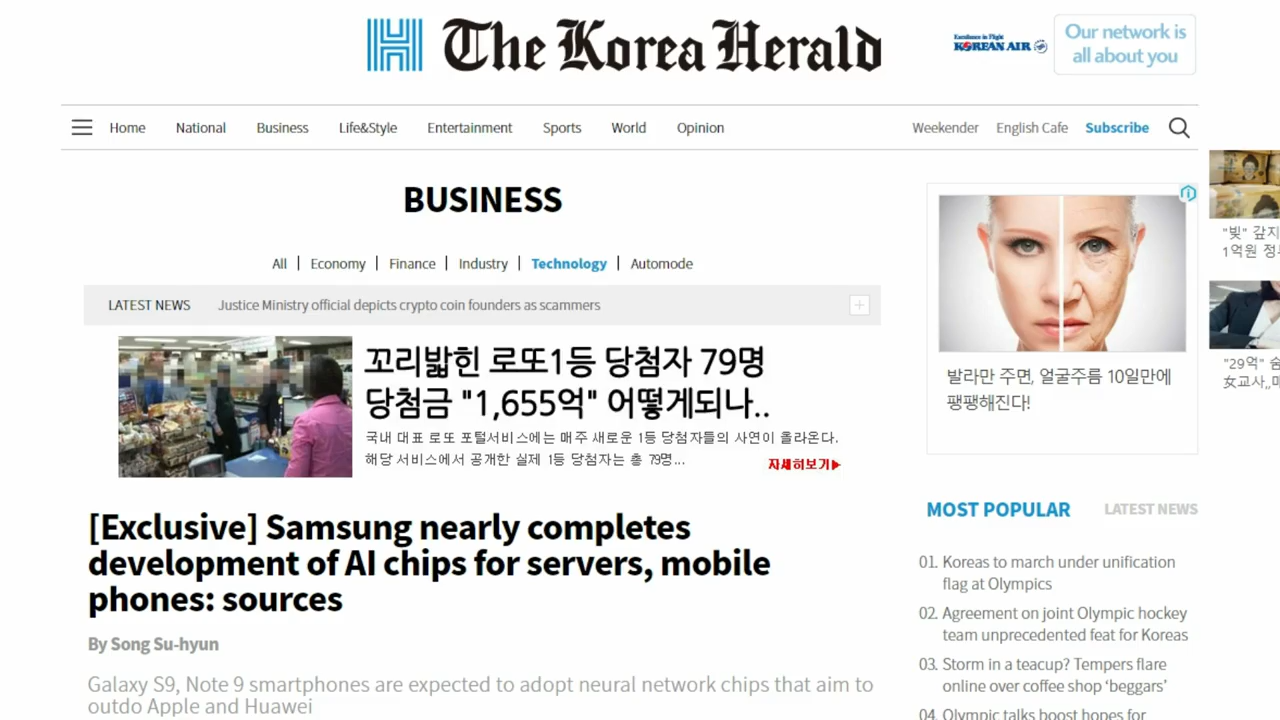 The Korea Herald
Excellence in Flight
KOREAN AIR
Our network is
all about you
Home National Business Life&Style Entertainment Sports World Opinion Weekender English Cafe Subscribe
BUSINESS
All | Economy | Finance | Industry | Technology | Automode
LATEST NEWS Justice Ministry official depicts crypto coin founders as scammers
꼬리밟힌 로또1등 당첨자 79명
당첨금 "1,655억" 어떻게되나..
국내 대표 로또 포털서비스에는 매주 새로운 1등 당첨자들의 사연이 올라온다.
해당 서비스에서 공개한 실제 1등 당첨자는 총 79명...
자세히보기▶
[Exclusive] Samsung nearly completes
development of AI chips for servers, mobile
phones: sources
By Song Su-hyun
Galaxy S9, Note 9 smartphones are expected to adopt neural network chips that aim to
outdo Apple and Huawei
발라만 주면, 얼굴주름 10일만에
팽팽해진다!
"빚" 갚지
1억원 정
"29억" 숨
女교사,,
MOST POPULAR LATEST NEWS
01. Koreas to march under unification
flag at Olympics
02. Agreement on joint Olympic hockey
team unprecedented feat for Koreas
03. Storm in a teacup? Tempers flare
online over coffee shop ‘beggars’
04. Olympic talks boost hopes for